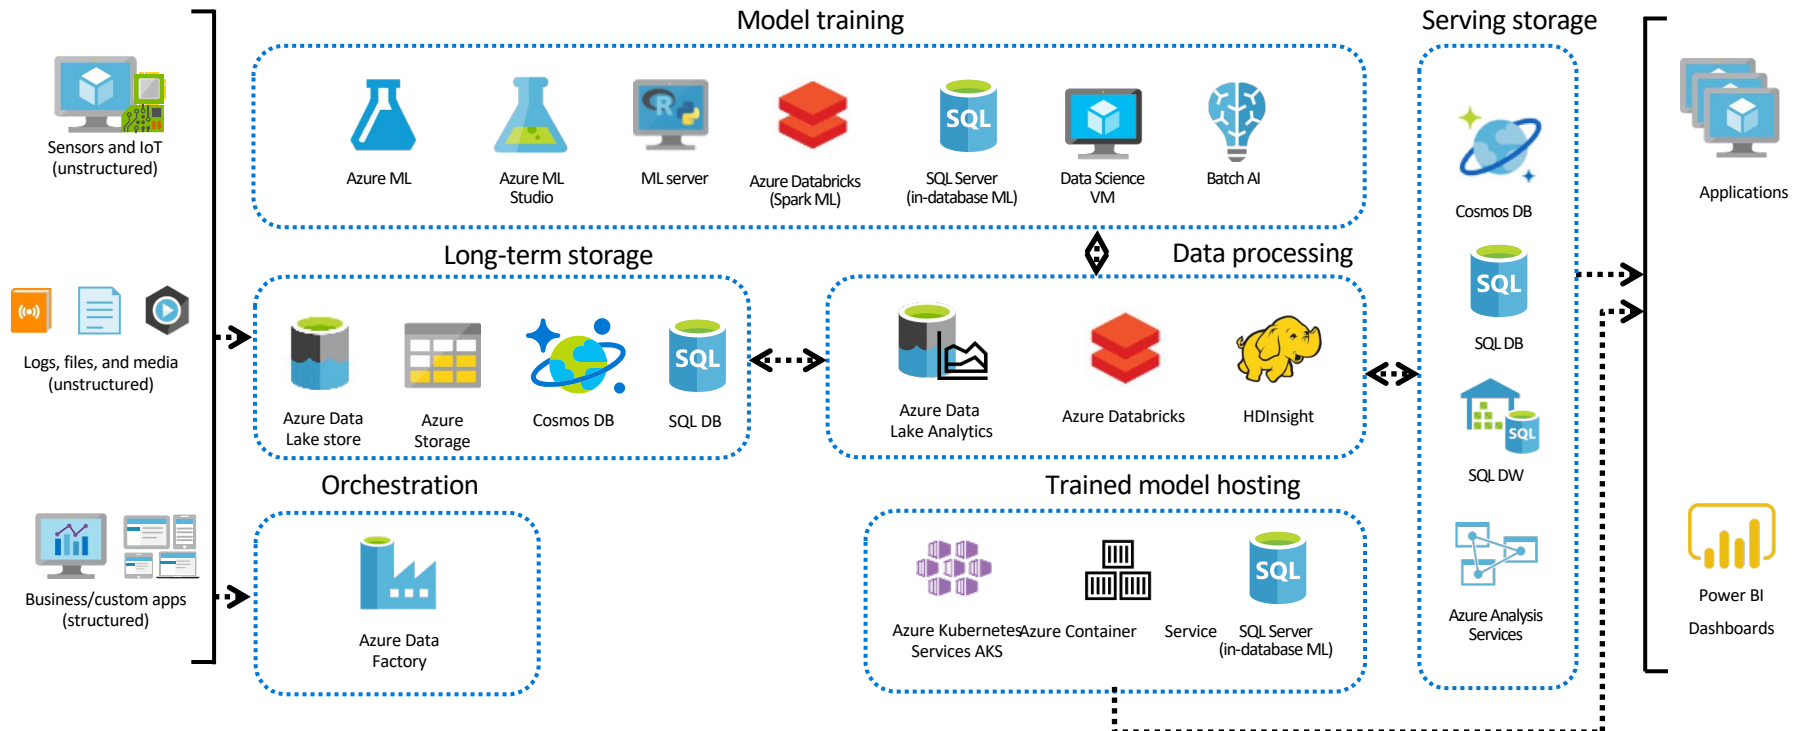 Model training
Serving storage
Sensors and IoT
(unstructured)
Logs, files, and media
(unstructured)
Business/custom apps
(structured)
R
SQL
Azure ML
Azure ML
Studio
ML server
Azure Databricks
(Spark ML)
SQL Server
(in-database ML)
Data Science
VM
Batch AI
Long-term storage
SQL
Azure Data
Lake store
Azure
Storage
Cosmos DB
SQL DB
Data processing
Azure Data
Lake Analytics
Azure Databricks
HDInsight
Orchestration
Azure Data
Factory
Trained model hosting
SQL
Azure Kubernetes
Services AKS
Azure Container
Service
SQL Server
(in-database ML)
Cosmos DB
SQL
SQL DB
SQL
SQL DW
Azure Analysis
Services
Applications
Power BI
Dashboards